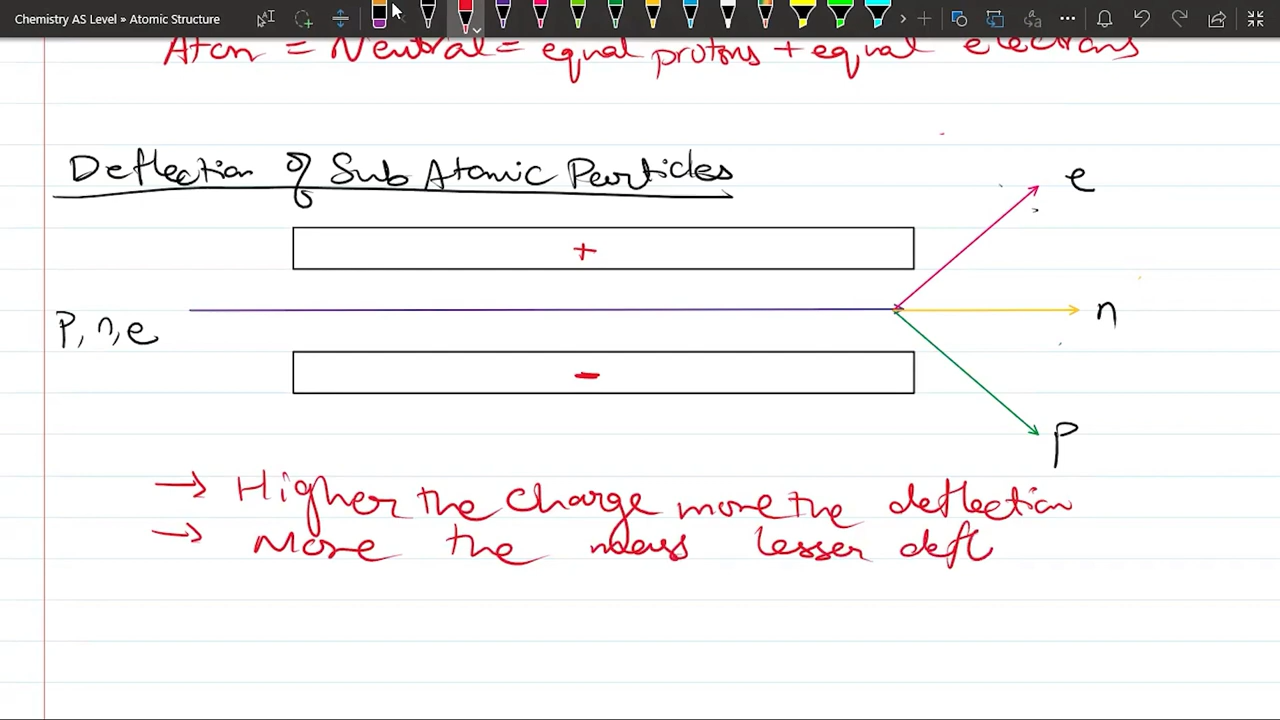 Chemistry AS Level » Atomic Structure
Atom = Neutral = equal protons + equal electrons
Deflection of Sub Atomic Particles
e
+
n
P, n, e
-
P
→ Higher the charge more the deflection
→ More the mass lesser defl